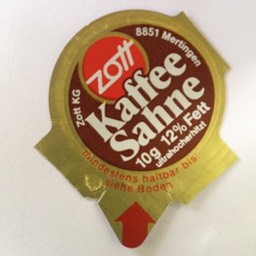 Zott KG
8851 Mertingen
Zott
Kaffee
Sahne
10g 12% Fett
ultrahocherhitzt
mindestens haltbar bis:
siehe Boden